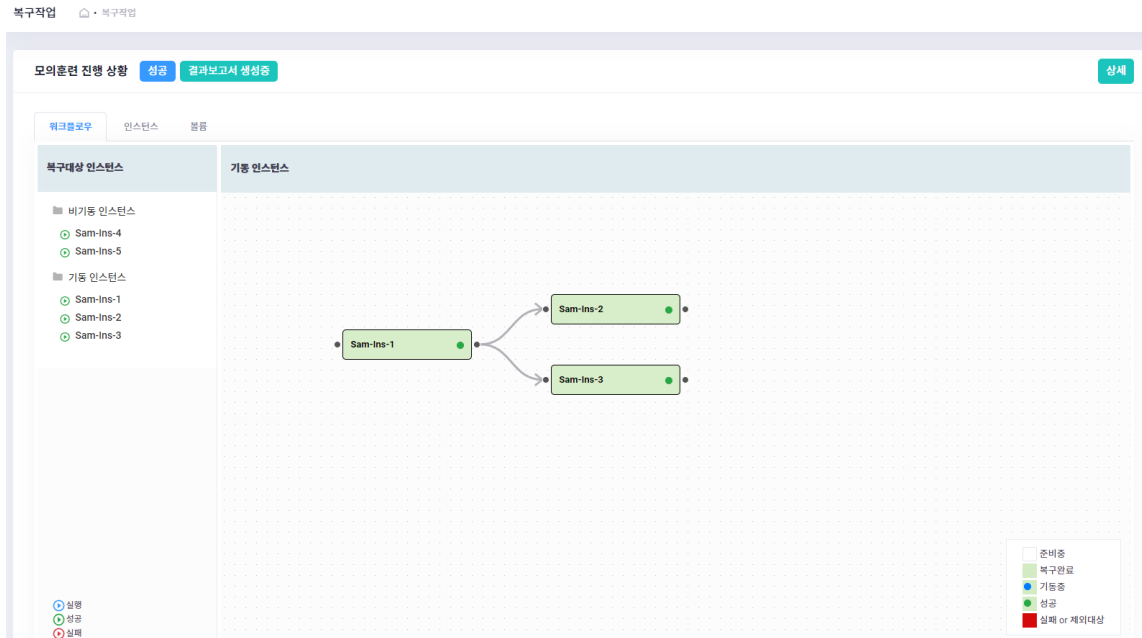 복구작업 • 복구작업
모의훈련 진행 상황 성공 결과보고서 생성중 상세
워크플로우 인스턴스 볼륨
복구대상 인스턴스
비기동 인스턴스
Sam-Ins-4
Sam-Ins-5
기동 인스턴스
Sam-Ins-1
Sam-Ins-2
Sam-Ins-3
실행
성공
실패
기동 인스턴스
Sam-Ins-1
Sam-Ins-2
Sam-Ins-3
준비중
복구완료
기동중
성공
실패 or 제외대상